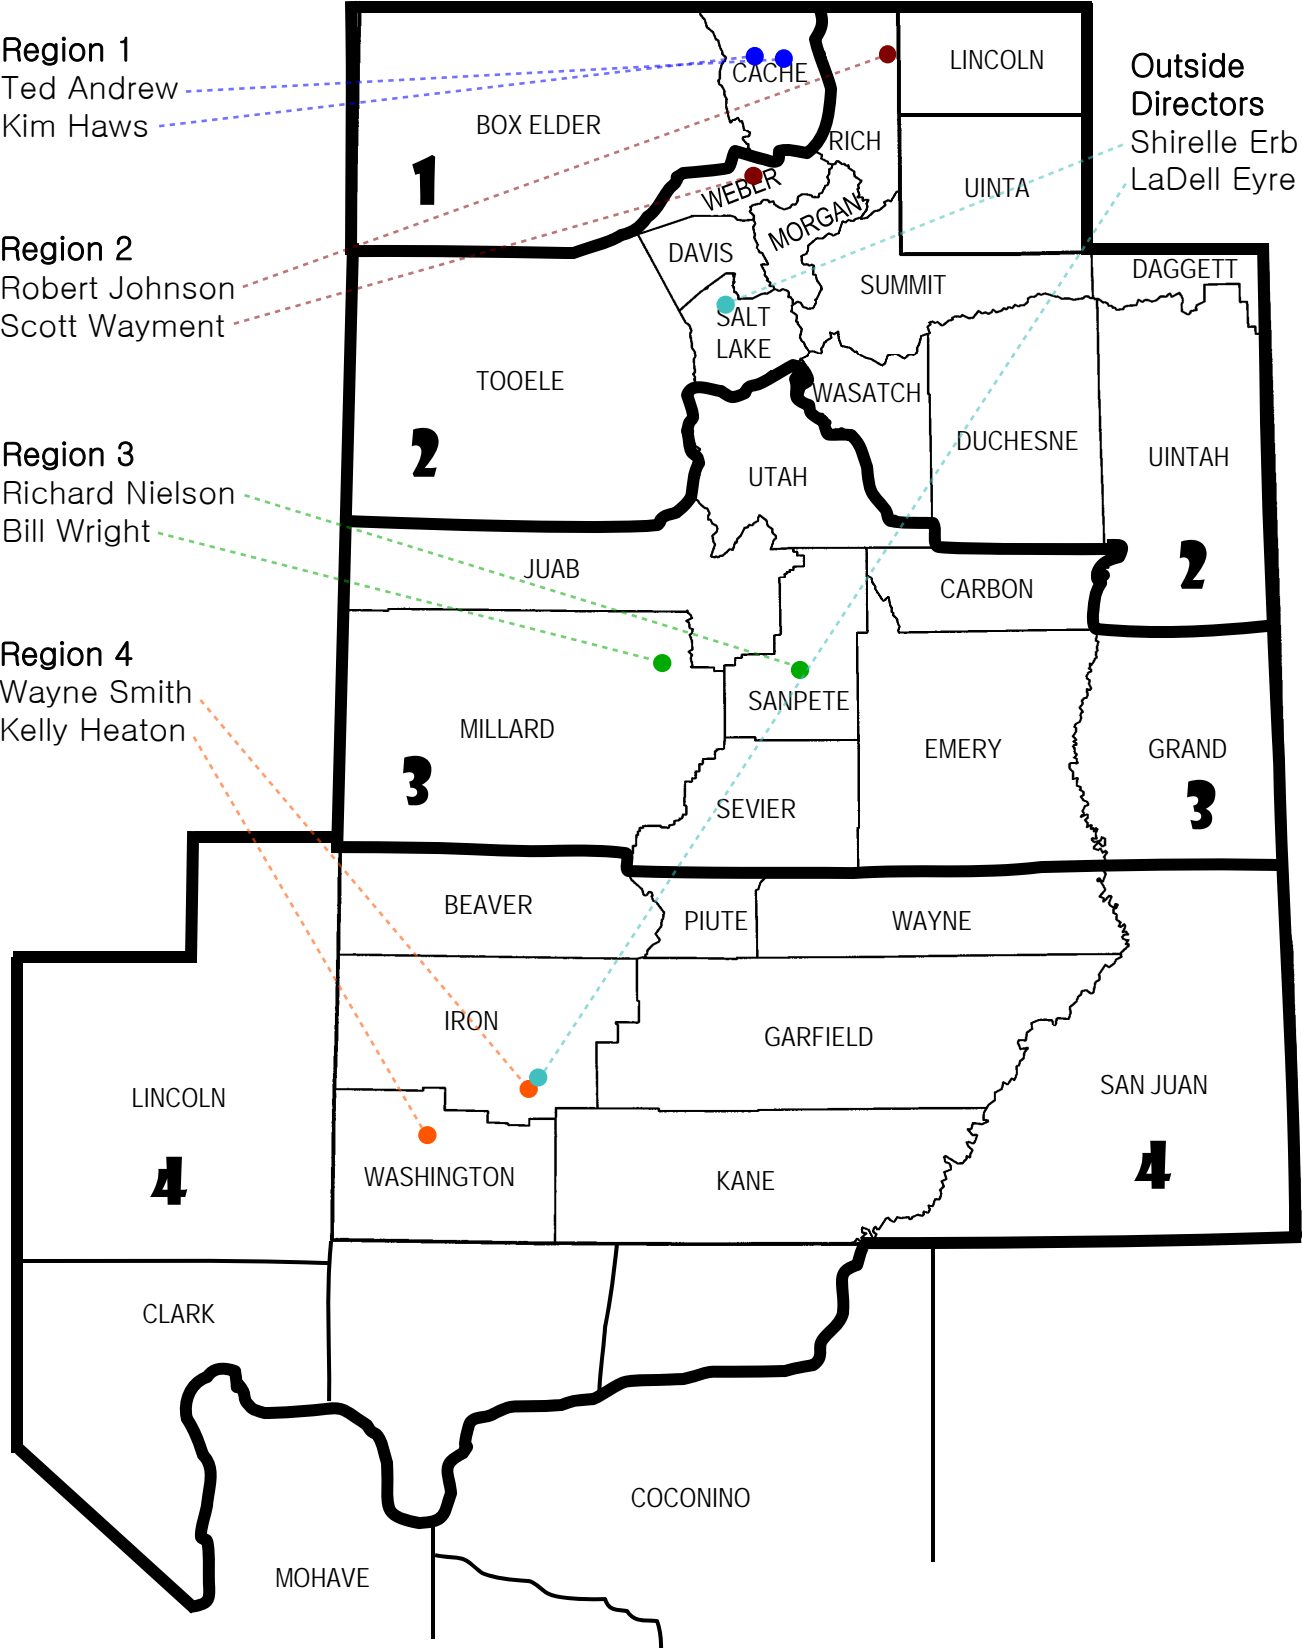 Region 1
Ted Andrew
Kim Haws
Region 2
Robert Johnson
Scott Wayment
Region 3
Richard Nielson
Bill Wright
Region 4
Wayne Smith
Kelly Heaton
Outside
Directors
Shirelle Erb
LaDell Eyre
CACHE
LINCOLN
BOX ELDER
RICH
1
WEBER
UINTA
MORGAN
DAVIS
SUMMIT
DAGGETT
SALT
LAKE
TOOELE
WASATCH
2
DUCHESNE
UINTAH
UTAH
2
JUAB
CARBON
SANPETE
MILLARD
EMERY
GRAND
3
3
SEVIER
BEAVER
PIUTE
WAYNE
IRON
GARFIELD
LINCOLN
SAN JUAN
4
4
WASHINGTON
KANE
CLARK
COCONINO
MOHAVE